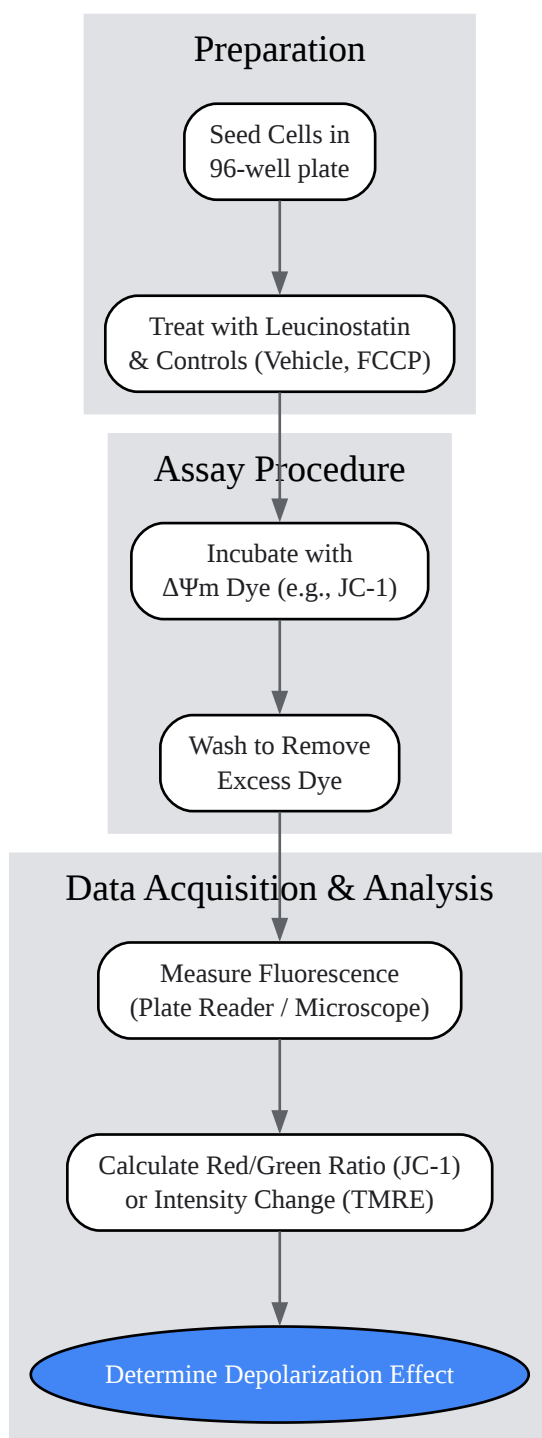 Preparation
Seed Cells in
96-well plate
Treat with Leucinostatin
& Controls (Vehicle, FCCP)
Assay Procedure
Incubate with
ΔΨm Dye (e.g., JC-1)
Wash to Remove
Excess Dye
Data Acquisition & Analysis
Measure Fluorescence
(Plate Reader / Microscope)
Calculate Red/Green Ratio (JC-1)
or Intensity Change (TMRE)
Determine Depolarization Effect